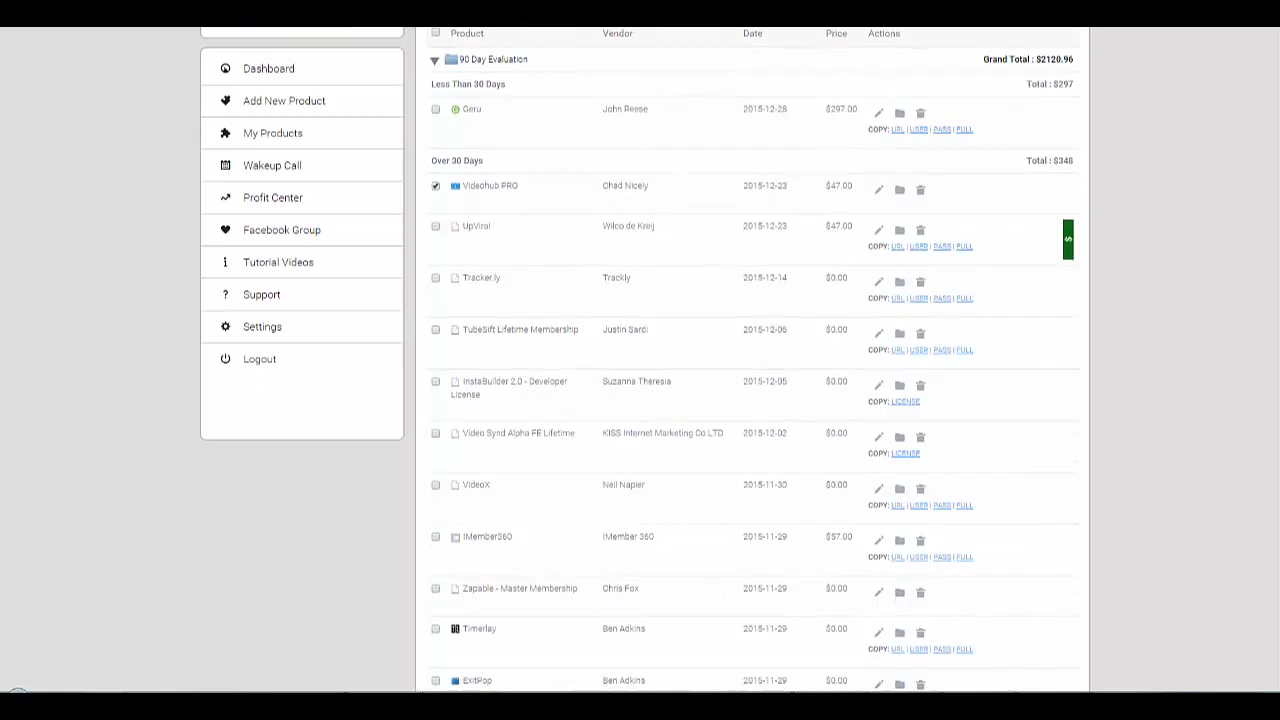 Product Vendor Date Price Actions
90 Day Evaluation Grand Total : $2120.96
Less Than 30 Days Total : $297
Geru John Reese 2015-12-28 $297.00
COPY: URL | USER | PASS | FULL
Over 30 Days Total : $348
Videohub PRO Chad Nicely 2015-12-23 $47.00
UpViral Wilco de Kreij 2015-12-23 $47.00
COPY: URL | USER | PASS | FULL
$
Tracker.ly Trackly 2015-12-14 $0.00
COPY: URL | USER | PASS | FULL
TubeSift Lifetime Membership Justin Sardi 2015-12-06 $0.00
COPY: URL | USER | PASS | FULL
InstaBuilder 2.0 - Developer Suzanna Theresia 2015-12-05 $0.00
License
COPY: LICENSE
Video Synd Alpha FE Lifetime KISS Internet Marketing Co LTD 2015-12-02 $0.00
COPY: LICENSE
VideoX Neil Napier 2015-11-30 $0.00
COPY: URL | USER | PASS | FULL
IMember360 IMember 360 2015-11-29 $57.00
COPY: URL | USER | PASS | FULL
Zapable - Master Membership Chris Fox 2015-11-29 $0.00
Timerlay Ben Adkins 2015-11-29 $0.00
COPY: URL | USER | PASS | FULL
ExitPop Ben Adkins 2015-11-29 $0.00
Dashboard
Add New Product
My Products
Wakeup Call
Profit Center
Facebook Group
Tutorial Videos
Support
Settings
Logout